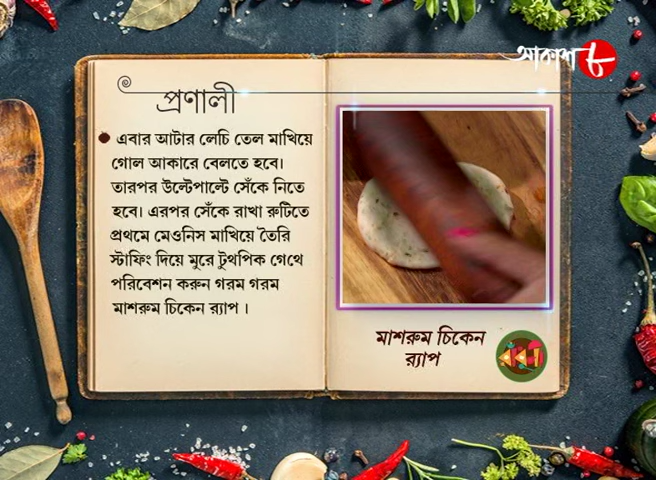 আকাশ ৮
প্রণালী
এবার আটার লেচি তেল মাখিয়ে
গোল আকারে বেলতে হবে।
তারপর উল্টেপাল্টে সেঁকে নিতে
হবে। এরপর সেঁকে রাখা রুটিতে
প্রথমে মেওনিস মাখিয়ে তৈরি
স্টাফিং দিয়ে মুরে টুথপিক গেথে
পরিবেশন করুন গরম গরম
মাশরুম চিকেন র‍্যাপ ।
মাশরুম চিকেন
র‍্যাপ